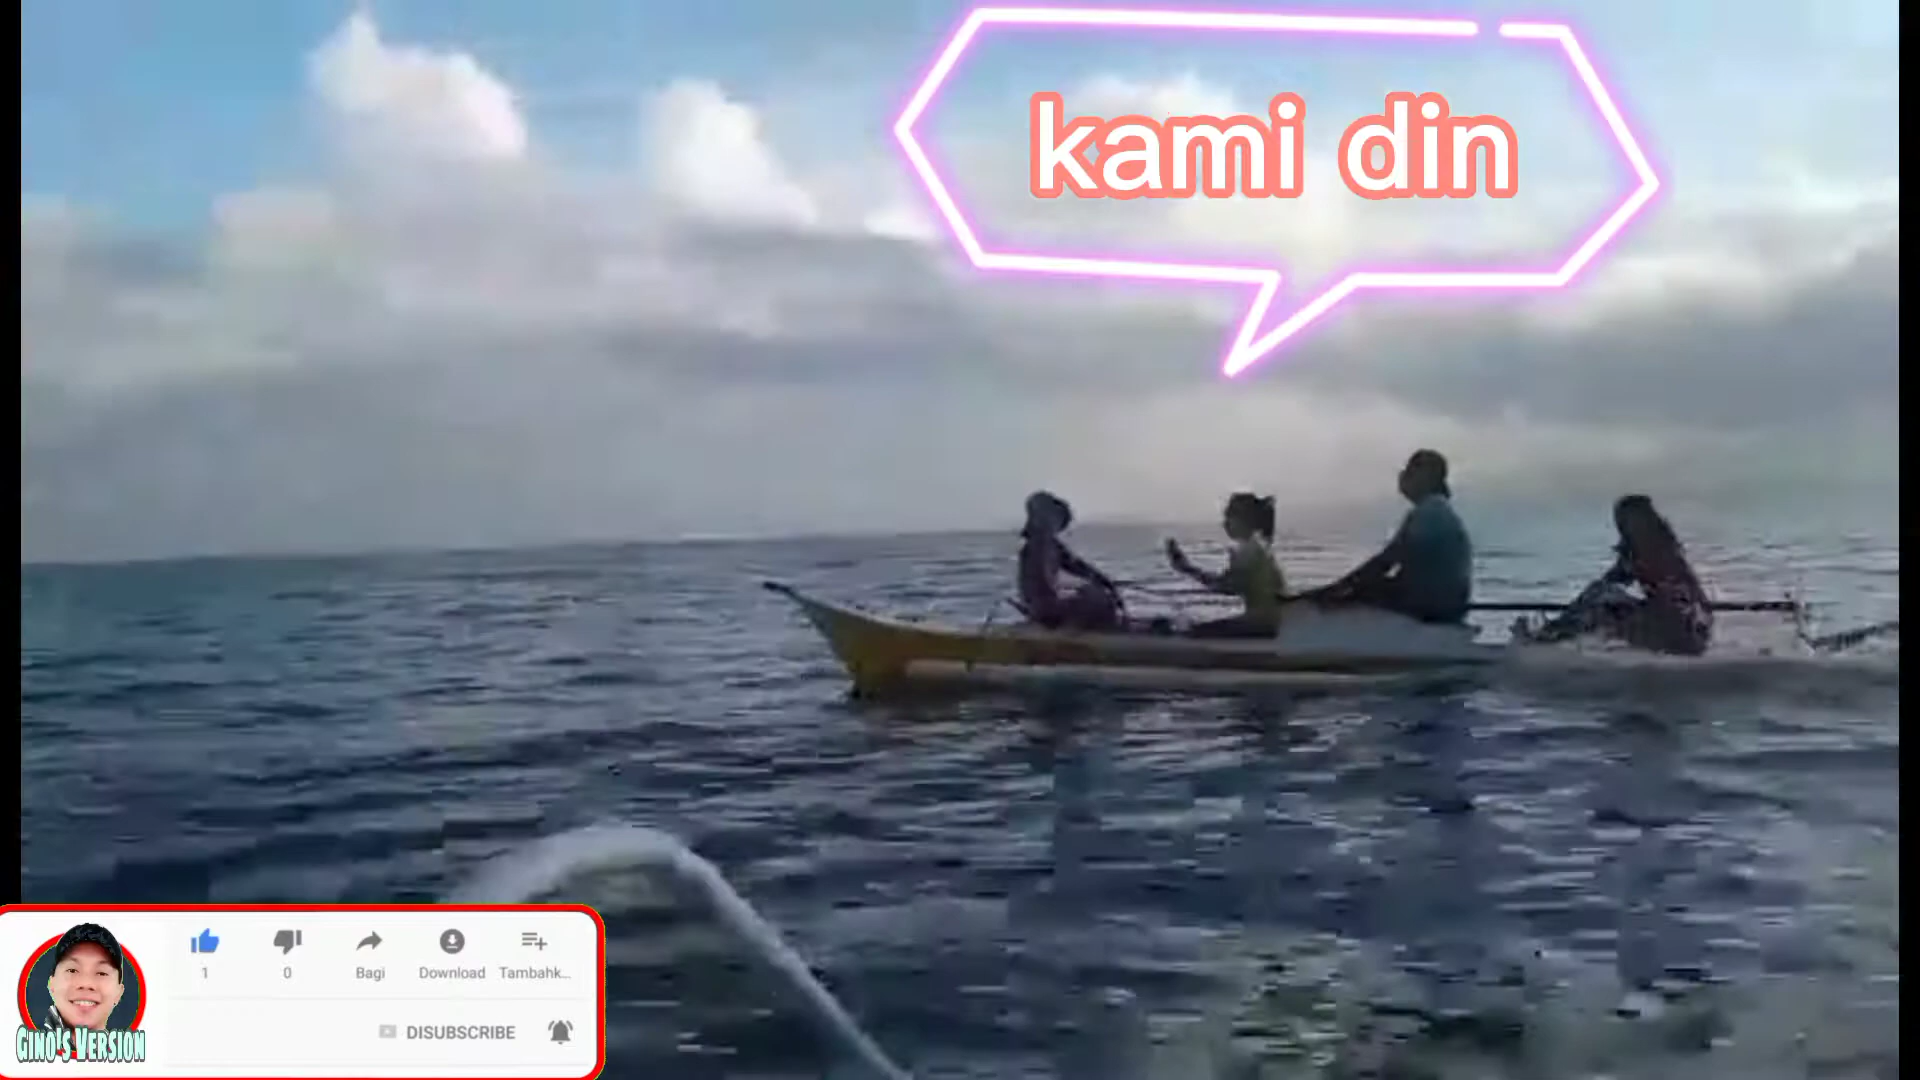 kami din
1
0
Bagi
Download
Tambahk...
DISUBSCRIBE
GINO'S VERSION